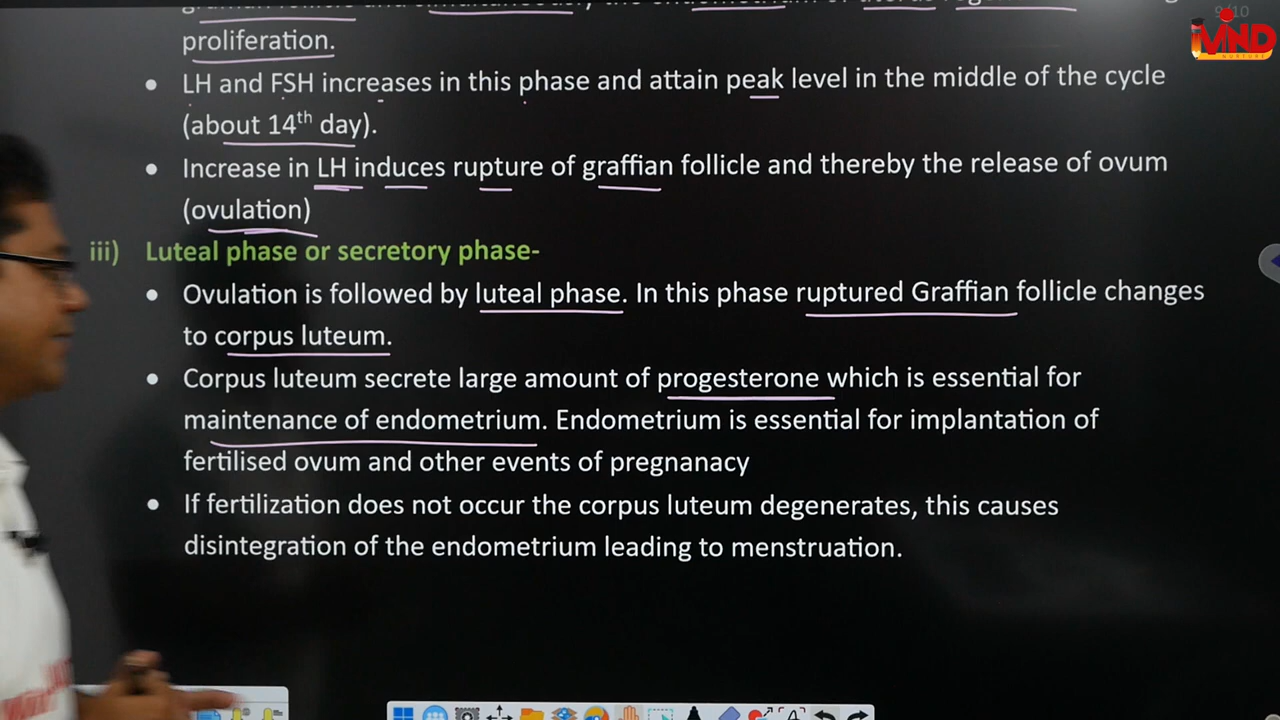 9/10
MND
NURTURE
proliferation.
• LH and FSH increases in this phase and attain peak level in the middle of the cycle
(about 14th day).
• Increase in LH induces rupture of graffian follicle and thereby the release of ovum
(ovulation)
iii) Luteal phase or secretory phase-
• Ovulation is followed by luteal phase. In this phase ruptured Graffian follicle changes
to corpus luteum.
• Corpus luteum secrete large amount of progesterone which is essential for
maintenance of endometrium. Endometrium is essential for implantation of
fertilised ovum and other events of pregnanacy
• If fertilization does not occur the corpus luteum degenerates, this causes
disintegration of the endometrium leading to menstruation.